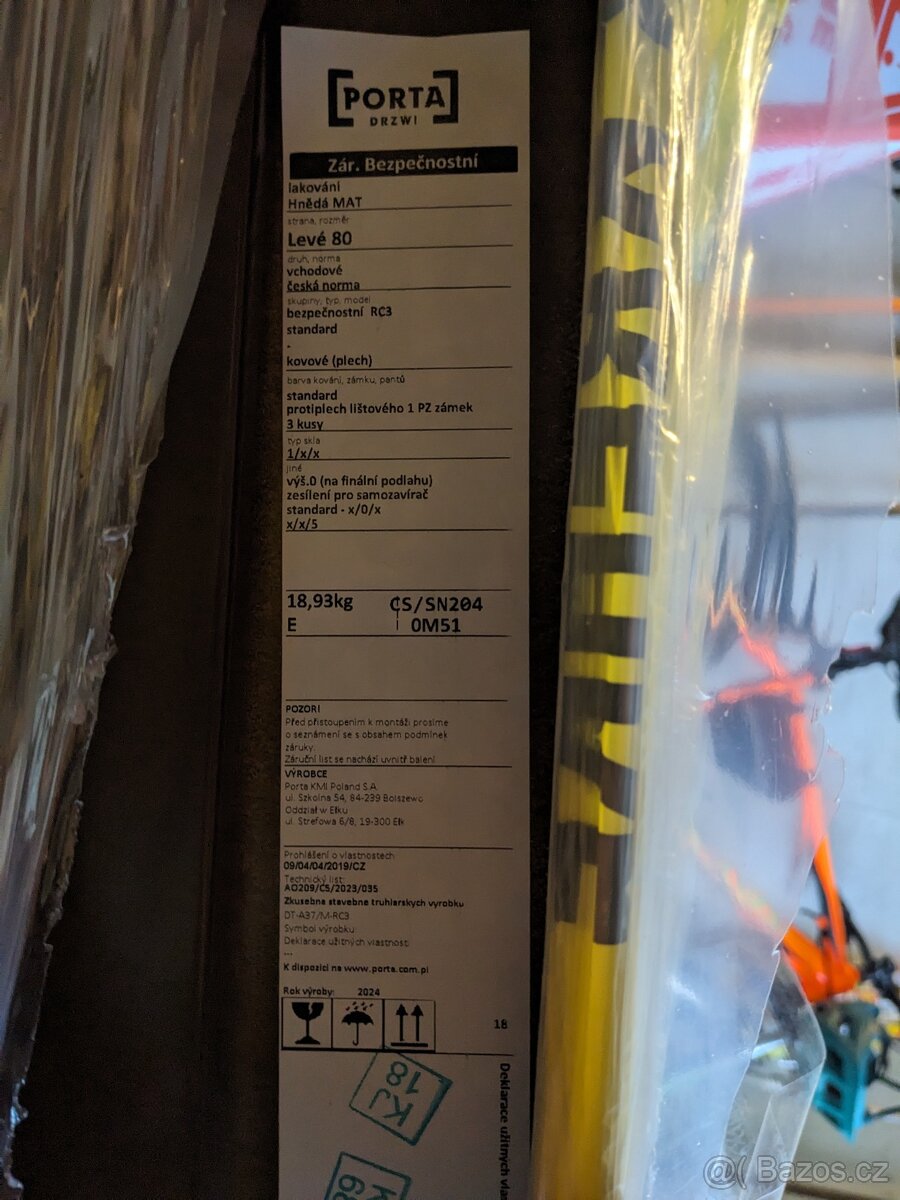 PORTA
DRZWI
Zár. Bezpečnostní
lakování
Hnědá MAT
strana, rozměr
Levé 80
druh, norma
vchodové
česká norma
skupiny, typ, model
bezpečnostní RC3
standard
-
kovové (plech)
barva kování, zámku, pantů
standard
protiplech lištového 1 PZ zámek
3 kusy
typ skla
1/x/x
jiné
výš.0 (na finální podlahu)
zesílení pro samozavírač
standard - x/0/x
x/x/5
18,93kg CS/SN204
E 0M51
POZOR!
Před přistoupením k montáži prosíme
o seznámení se s obsahem podmínek
záruky.
Záruční list se nachází uvnitř balení
VÝROBCE
Porta KMI Poland S.A.
ul. Szkolna 54, 84-239 Bolszewo
Oddział w Ełku
ul. Strefowa 6/8, 19-300 Ełk
Prohlášení o vlastnostech
09/04/04/2019/CZ
Technický list:
AO209/C5/2023/035
Zkusebna stavebne truhlarskych vyrobku
DT-A37/M-RC3
Symbol výrobku
Deklarace užitných vlastností
---
K dispozici na www.porta.com.pl
Rok výroby: 2024
18
Deklarace užitných vlas
KJ
18
@( Bazos.cz